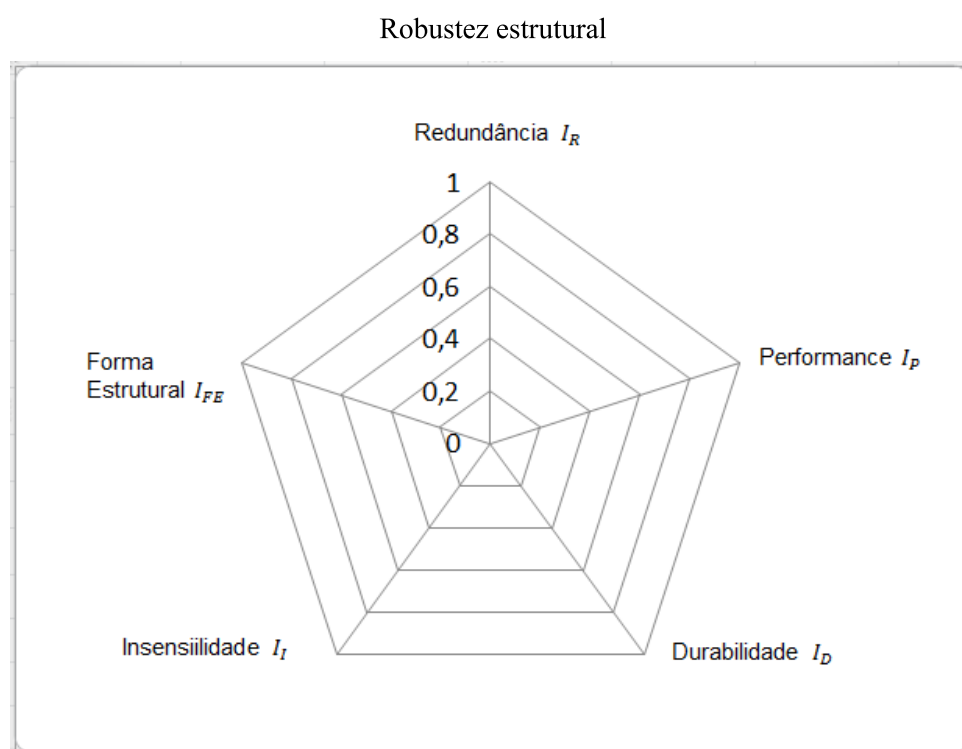 Robustez estrutural
Redundância I_R
1
0,8
0,6
0,4
0,2
0
Forma
Estrutural I_FE
Performance I_P
Insensiilidade I_I
Durabilidade I_D